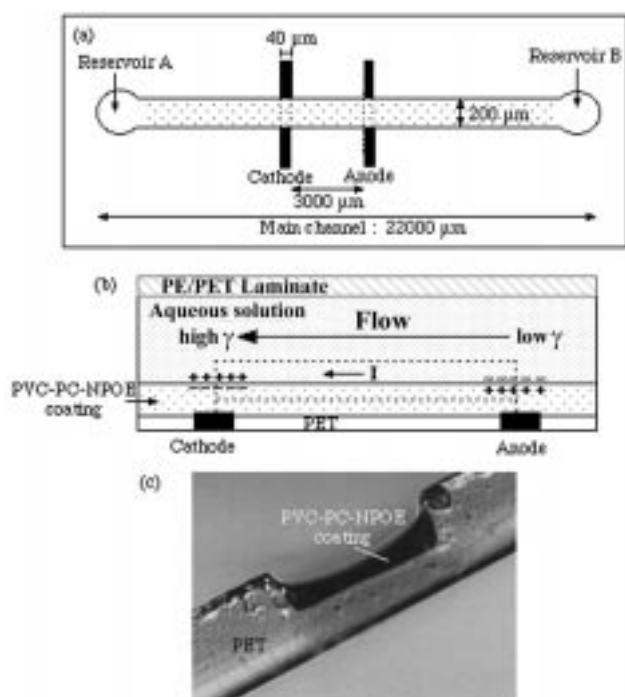 (a)
40 µm
Reservoir A
Reservoir B
200 µm
Cathode
Anode
3000 µm
Main channel : 22000 µm
(b)
PE/PET Laminate
Aqueous solution
Flow
high γ
low γ
I
PVC-PC-NPOE
coating
PET
Cathode
Anode
(c)
PVC-PC-NPOE
coating
PET